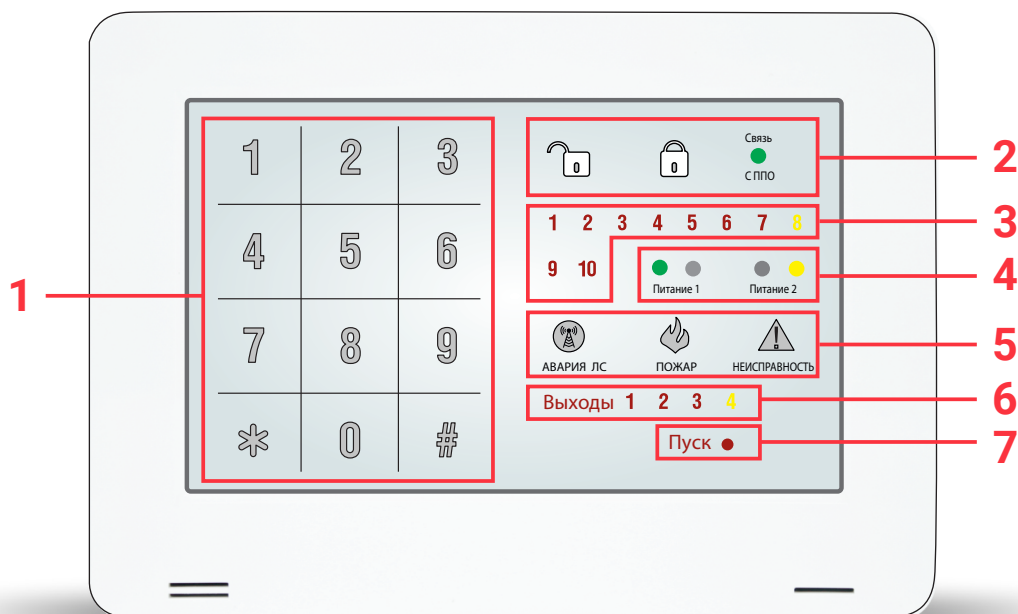 1 2 3
4 5 6
7 8 9
* 0 #
Связь
С ППО
1 2 3 4 5 6 7 8
9 10
Питание 1 Питание 2
АВАРИЯ ЛС ПОЖАР НЕИСПРАВНОСТЬ
Выходы 1 2 3 4
Пуск
1
2
3
4
5
6
7